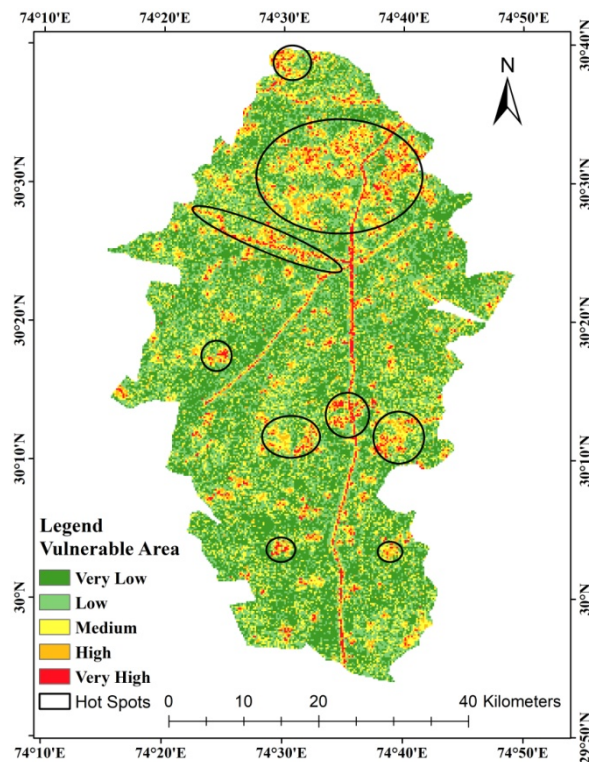 74°10'E 74°20'E 74°30'E 74°40'E 74°50'E
30°40'N
N
30°30'N 30°30'N
30°20'N 30°20'N
30°10'N 30°10'N
Legend
Vulnerable Area
Very Low
Low
Medium
High
Very High
Hot Spots
30°N 30°N
0 10 20 40 Kilometers
29°50'N
74°10'E 74°20'E 74°30'E 74°40'E 74°50'E